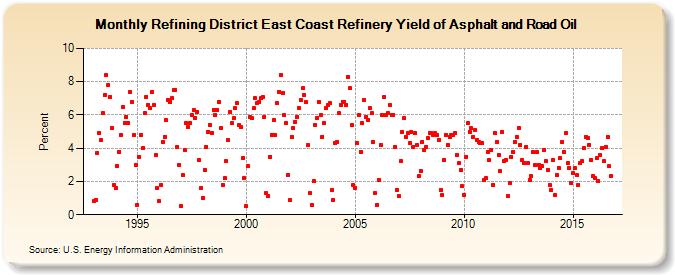 Monthly Refining District East Coast Refinery Yield of Asphalt and Road Oil
Percent
10
8
6
4
2
0
1995 2000 2005 2010 2015
Source: U.S. Energy Information Administration